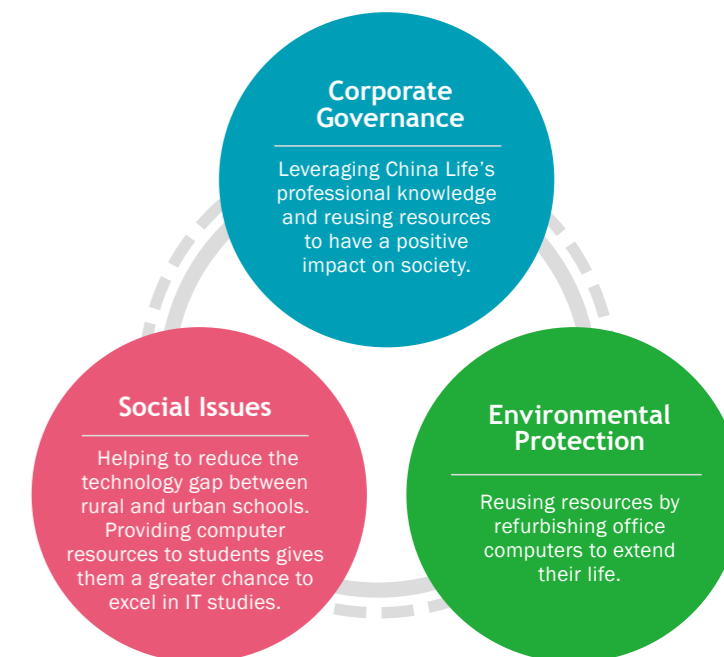 Corporate
Governance
Leveraging China Life's
professional knowledge
and reusing resources
to have a positive
impact on society.
Social Issues
Helping to reduce the
technology gap between
rural and urban schools.
Providing computer
resources to students gives
them a greater chance to
excel in IT studies.
Environmental
Protection
Reusing resources by
refurbishing office
computers to extend
their life.